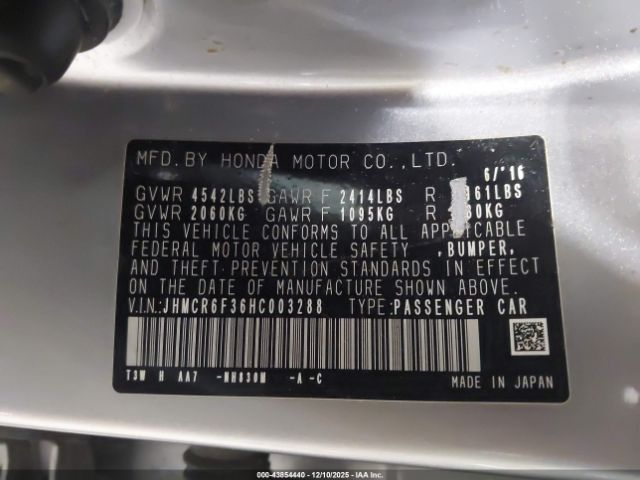 MFD. BY HONDA MOTOR CO., LTD. 6/'16
GVWR 4542LBS GAWR F 2414LBS R
GVWR 2060KG GAWR F 1095KG R
THIS VEHICLE CONFORMS TO ALL APPLICABLE
FEDERAL MOTOR VEHICLE SAFETY , BUMPER,
AND THEFT PREVENTION STANDARDS IN EFFECT
ON THE DATE OF MANUFACTURE SHOWN ABOVE.
V.I.N.: JHMCR6F36HC003288 TYPE: PASSENGER CAR
T3W H AA7 -NH830M -A -C
MADE IN JAPAN
000-43854440 - 12/10/2025 - IAAI.COM